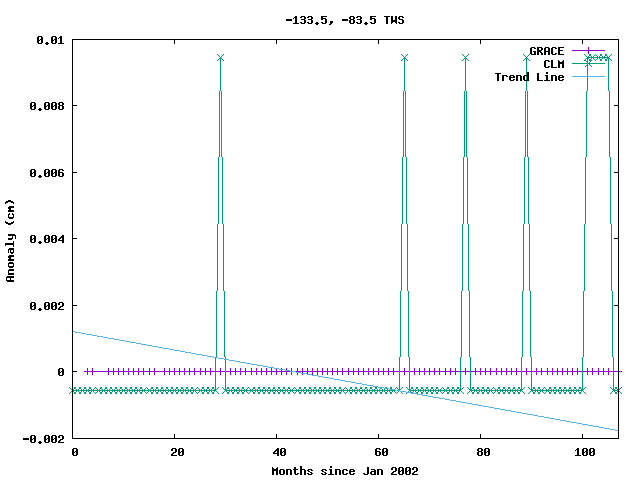 -133.5, -83.5 TWS
0.01
0.008
0.006
0.004
0.002
0
-0.002
Anomaly (cm)
GRACE
CLM
Trend Line
0 20 40 60 80 100
Months since Jan 2002